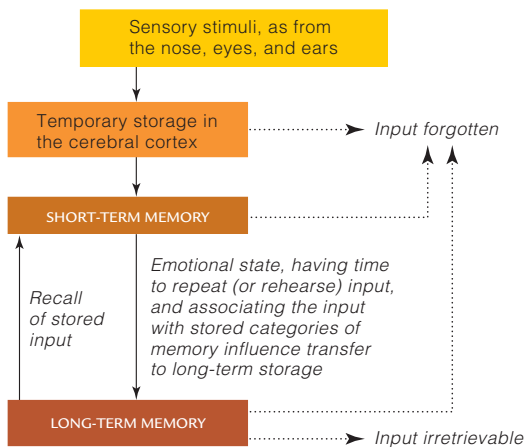 Sensory stimuli, as from
the nose, eyes, and ears
Temporary storage in
the cerebral cortex
Input forgotten
SHORT-TERM MEMORY
Recall
of stored
input
Emotional state, having time
to repeat (or rehearse) input,
and associating the input
with stored categories of
memory influence transfer
to long-term storage
LONG-TERM MEMORY
Input irretrievable